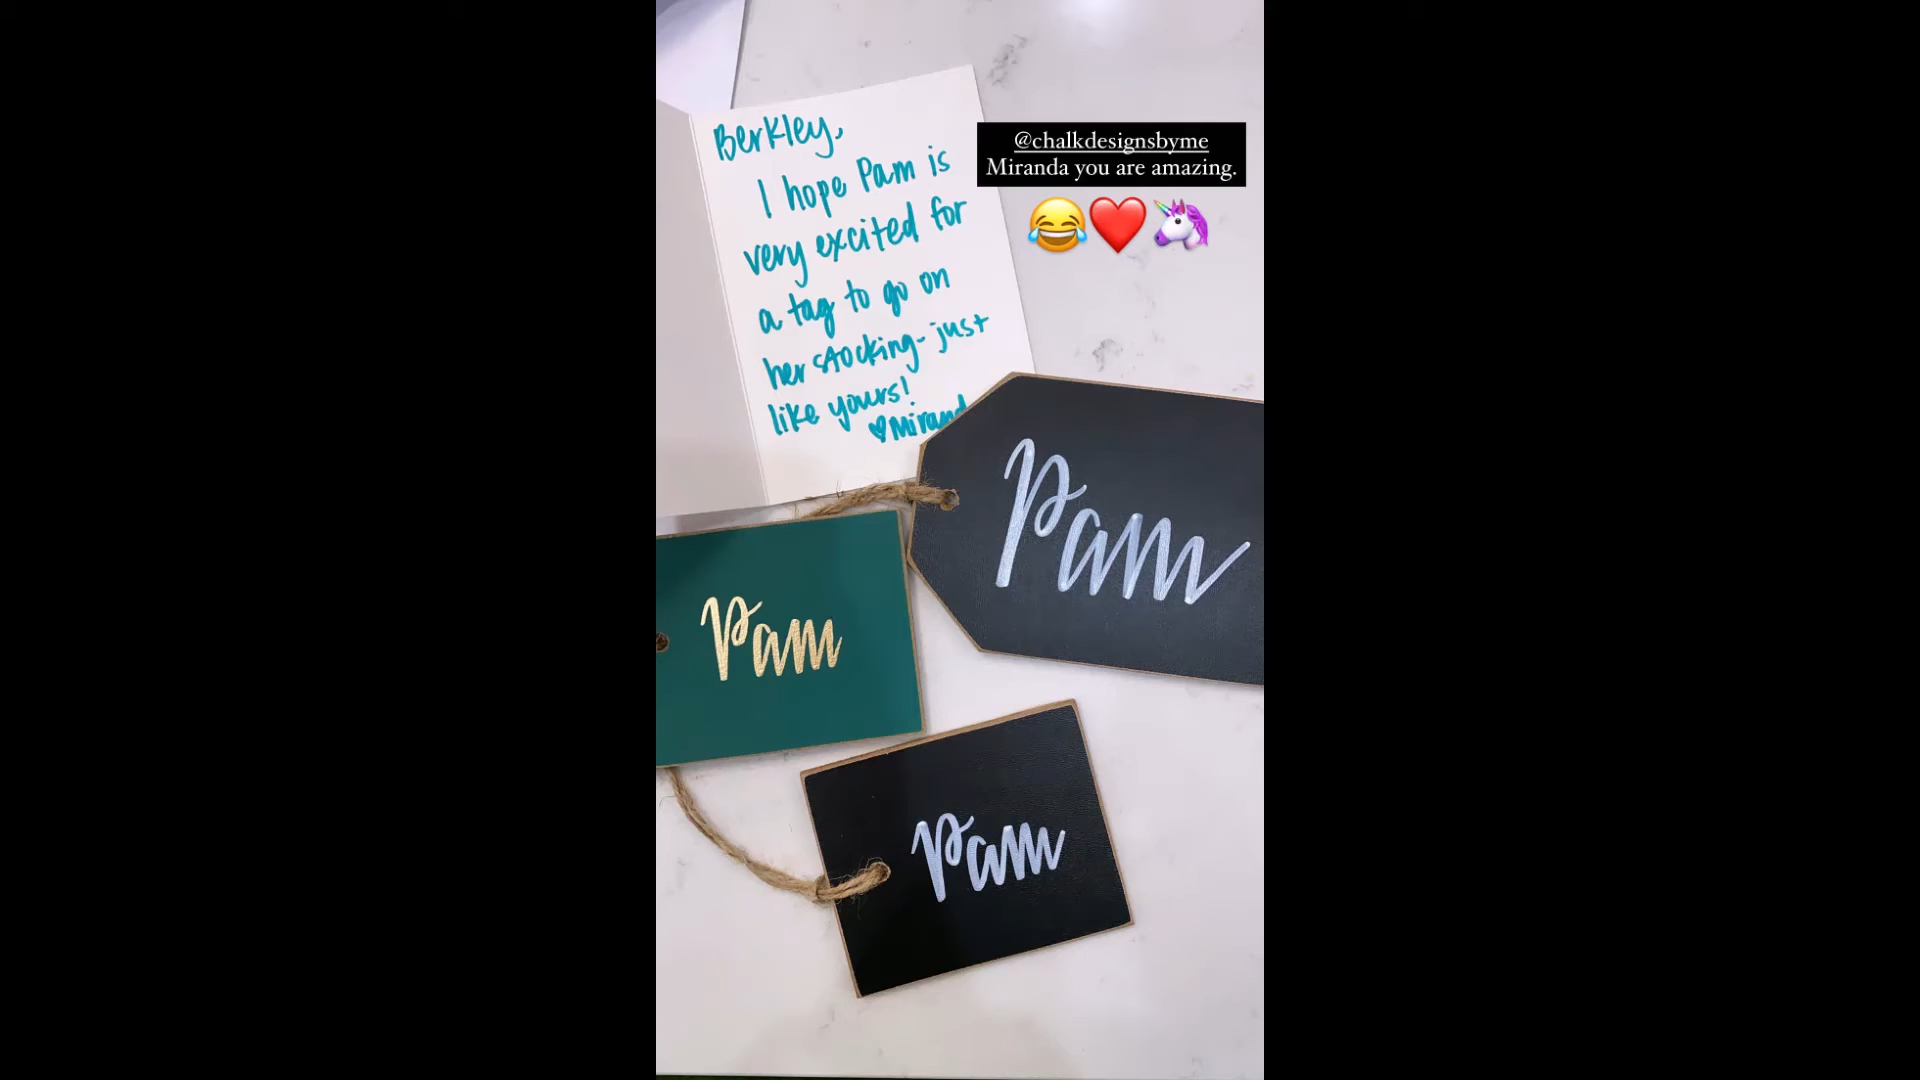 Berkley,
I hope Pam is
very excited for
a tag to go on
her stocking - just
like yours!
♥Mirand
@chalkdesignsbyme
Miranda you are amazing.
😂❤️🦄
Pam
Pam
Pam